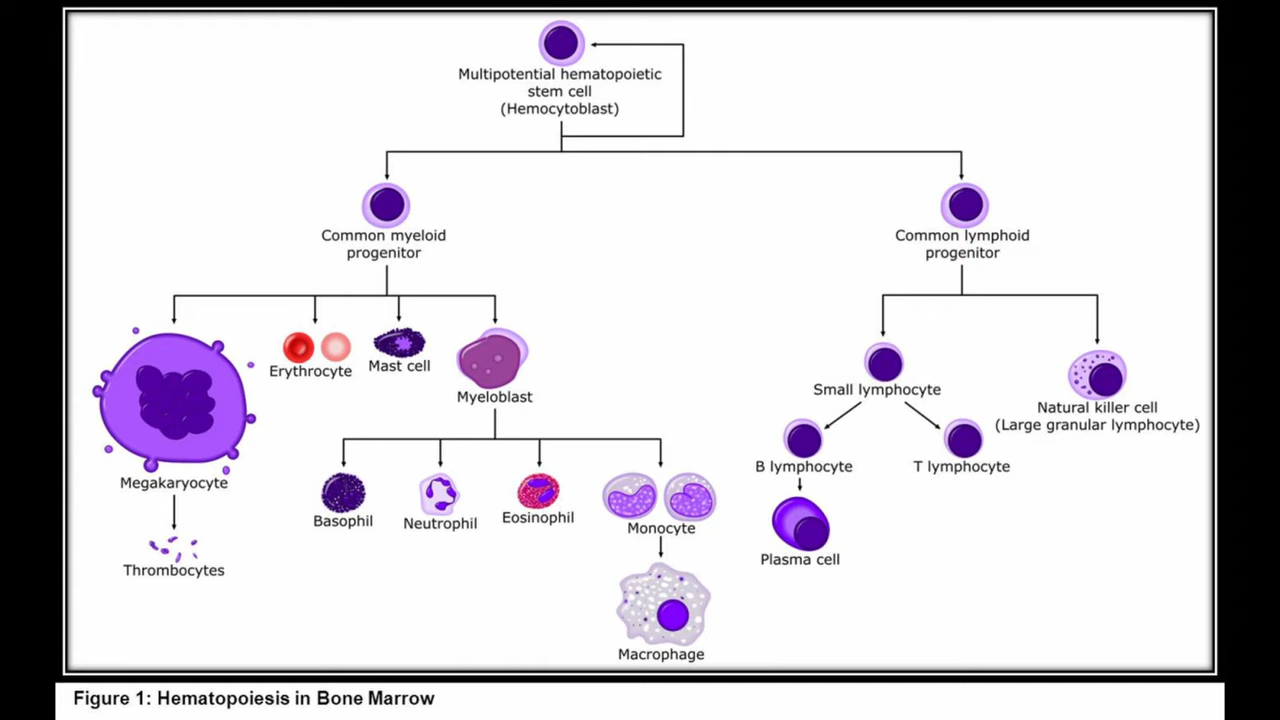 Multipotential hematopoietic
stem cell
(Hemocytoblast)
Common myeloid
progenitor
Common lymphoid
progenitor
Erythrocyte
Mast cell
Myeloblast
Small lymphocyte
Natural killer cell
(Large granular lymphocyte)
B lymphocyte
T lymphocyte
Megakaryocyte
Basophil
Neutrophil
Eosinophil
Monocyte
Plasma cell
Thrombocytes
Macrophage
Figure 1: Hematopoiesis in Bone Marrow